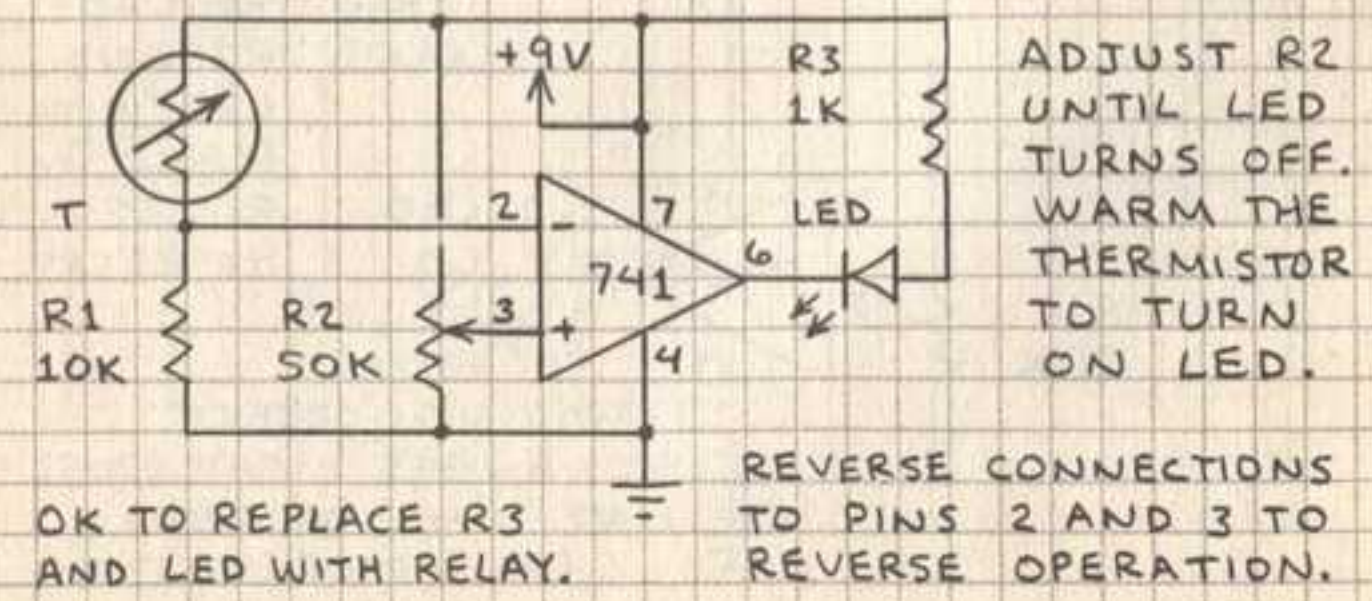 +9V
R3
1K
ADJUST R2
UNTIL LED
TURNS OFF.
WARM THE
THERMISTOR
TO TURN
ON LED.
T
2
-
7
LED
741
6
R1
10K
R2
50K
3
+
4
OK TO REPLACE R3
AND LED WITH RELAY.
REVERSE CONNECTIONS
TO PINS 2 AND 3 TO
REVERSE OPERATION.